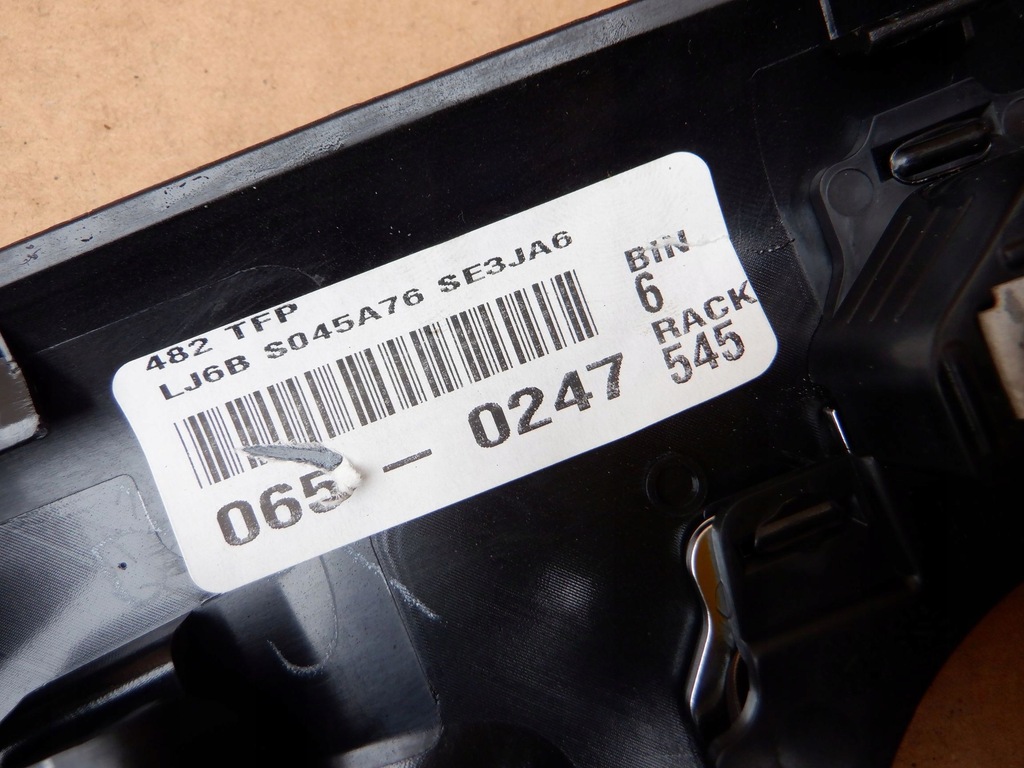 482 TFP
LJ6B S045A76 SE3JA6
065 - 0247
BIN
6
RACK
545